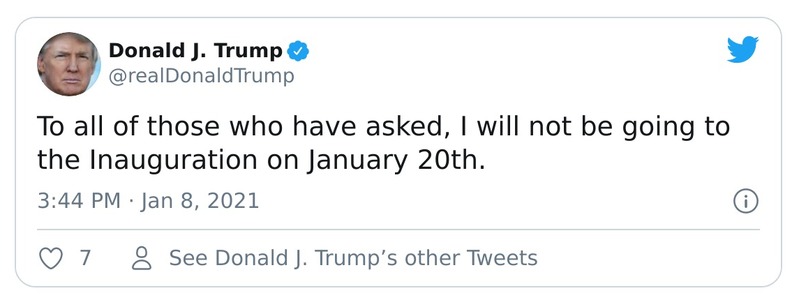 Donald J. Trump
@realDonaldTrump
To all of those who have asked, I will not be going to
the Inauguration on January 20th.
3:44 PM · Jan 8, 2021
7
See Donald J. Trump’s other Tweets